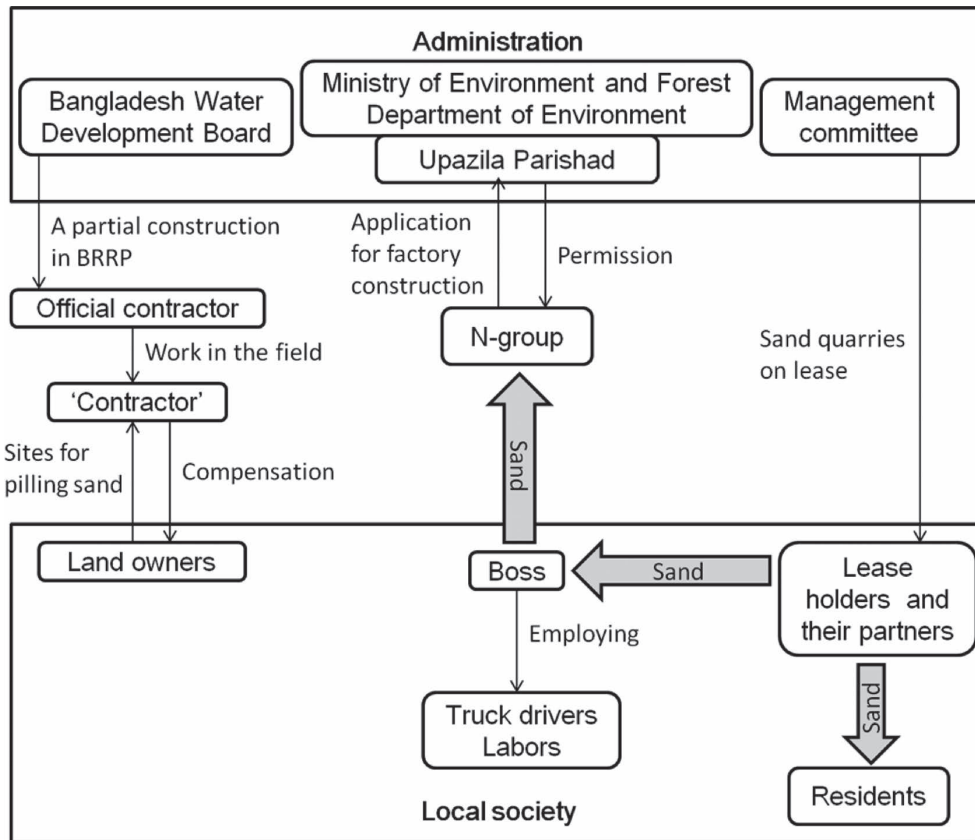 Administration
Bangladesh Water
Development Board
Ministry of Environment and Forest
Department of Environment
Upazila Parishad
Management
committee
A partial construction
in BRRP
Application
for factory
construction
Permission
Official contractor
N-group
Sand quarries
on lease
Work in the field
‘Contractor’
Sites for
pilling sand
Compensation
Sand
Land owners
Boss
Sand
Lease
holders and
their partners
Employing
Truck drivers
Labors
Sand
Residents
Local society